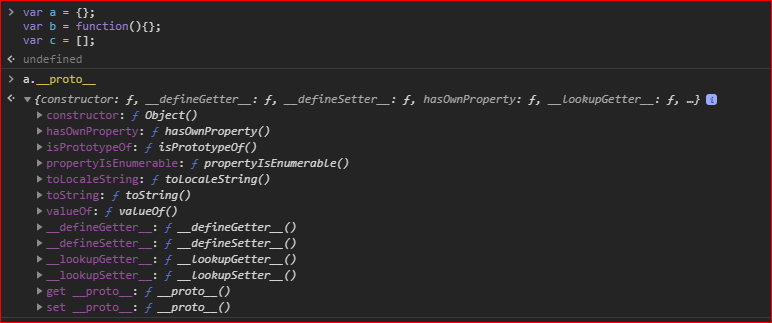 > var a = {};
var b = function(){};
var c = [];
undefined
> a.__proto__
{constructor: ƒ, __defineGetter__: ƒ, __defineSetter__: ƒ, hasOwnProperty: ƒ, __lookupGetter__: ƒ, …} i
constructor: ƒ Object()
hasOwnProperty: ƒ hasOwnProperty()
isPrototypeOf: ƒ isPrototypeOf()
propertyIsEnumerable: ƒ propertyIsEnumerable()
toLocaleString: ƒ toLocaleString()
toString: ƒ toString()
valueOf: ƒ valueOf()
__defineGetter__: ƒ __defineGetter__()
__defineSetter__: ƒ __defineSetter__()
__lookupGetter__: ƒ __lookupGetter__()
__lookupSetter__: ƒ __lookupSetter__()
get __proto__: ƒ __proto__()
set __proto__: ƒ __proto__()